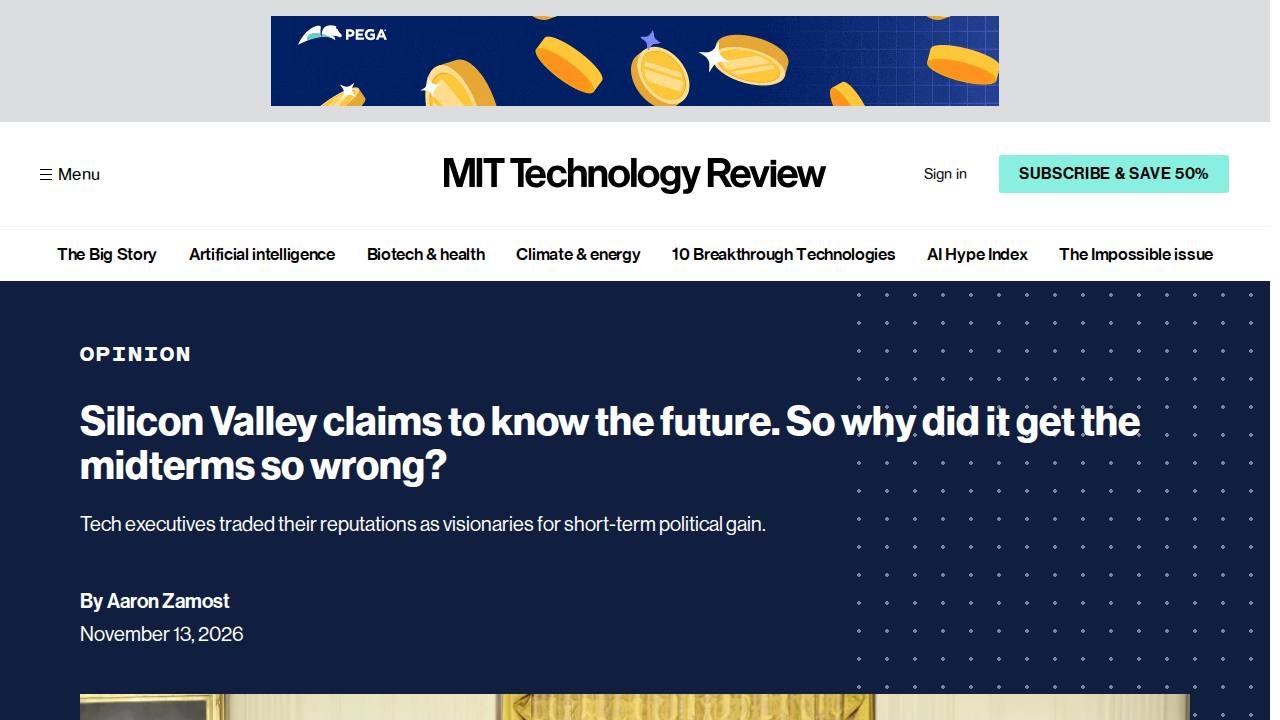 PEGA
Menu
MIT Technology Review
Sign in
SUBSCRIBE & SAVE 50%
The Big Story
Artificial intelligence
Biotech & health
Climate & energy
10 Breakthrough Technologies
AI Hype Index
The Impossible issue
OPINION
Silicon Valley claims to know the future. So why did it get the
midterms so wrong?
Tech executives traded their reputations as visionaries for short-term political gain.
By Aaron Zamost
November 13, 2026